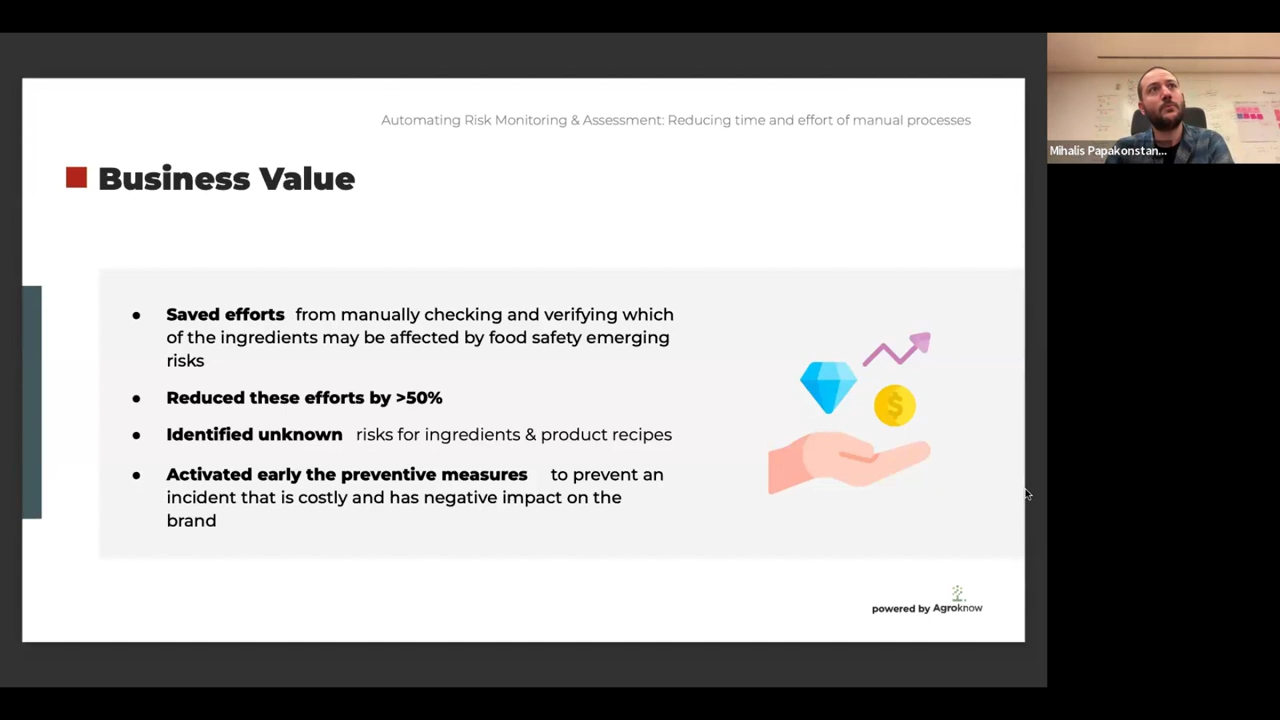 Automating Risk Monitoring & Assessment: Reducing time and effort of manual processes
Business Value
● Saved efforts from manually checking and verifying which
of the ingredients may be affected by food safety emerging
risks
● Reduced these efforts by >50%
● Identified unknown risks for ingredients & product recipes
● Activated early the preventive measures to prevent an
incident that is costly and has negative impact on the
brand
$
powered by Agroknow
Mihalis Papakonstan...